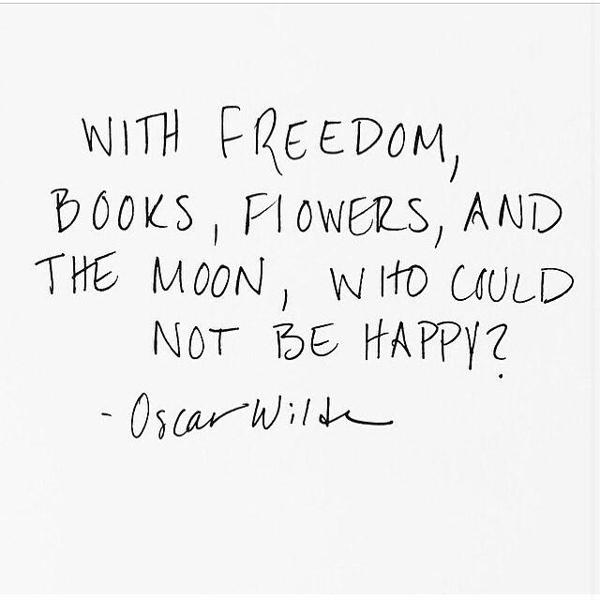 WITH FREEDOM,
BOOKS, FLOWERS, AND
THE MOON, WHO COULD
NOT BE HAPPY?
- Oscar Wilde